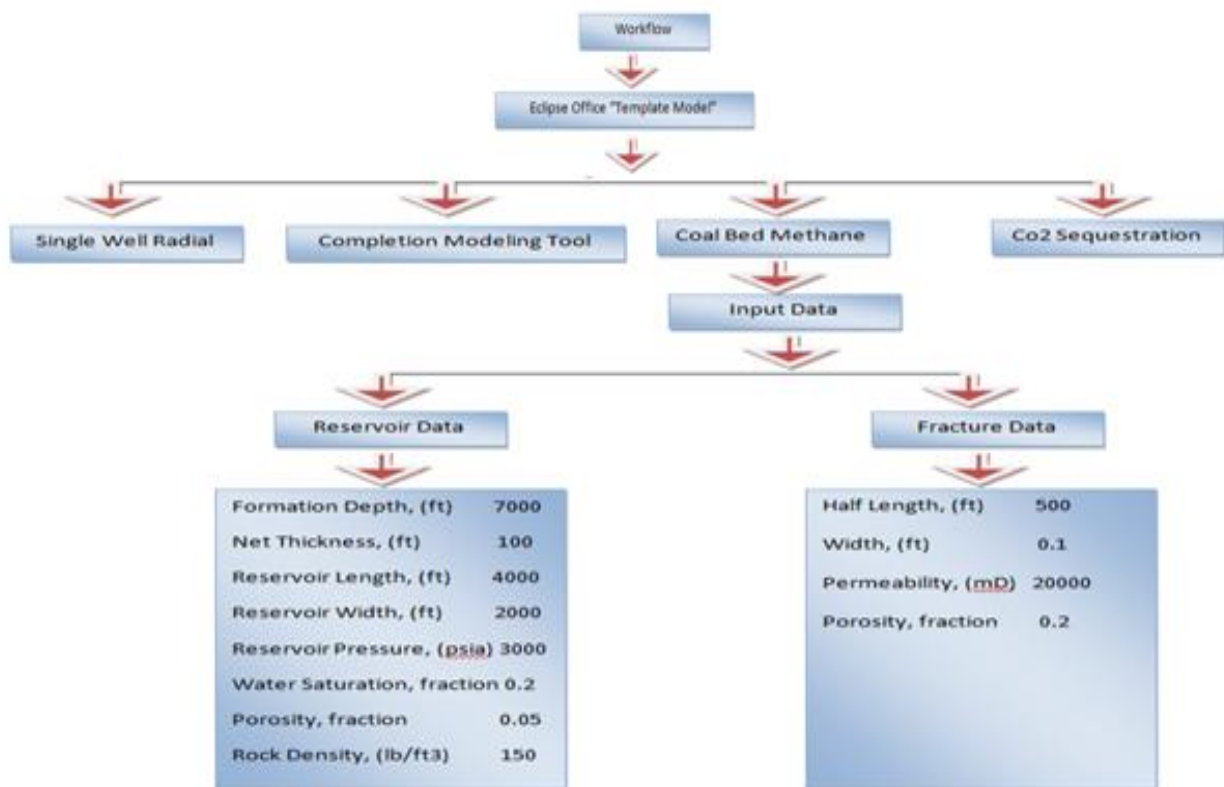 Workflow
Eclipse Office "Template Model"
Single Well Radial
Completion Modeling Tool
Coal Bed Methane
Co2 Sequestration
Input Data
Reservoir Data
Fracture Data
Formation Depth, (ft) 7000
Net Thickness, (ft) 100
Reservoir Length, (ft) 4000
Reservoir Width, (ft) 2000
Reservoir Pressure, (psia) 3000
Water Saturation, fraction 0.2
Porosity, fraction 0.05
Rock Density, (lb/ft3) 150
Half Length, (ft) 500
Width, (ft) 0.1
Permeability, (mD) 20000
Porosity, fraction 0.2